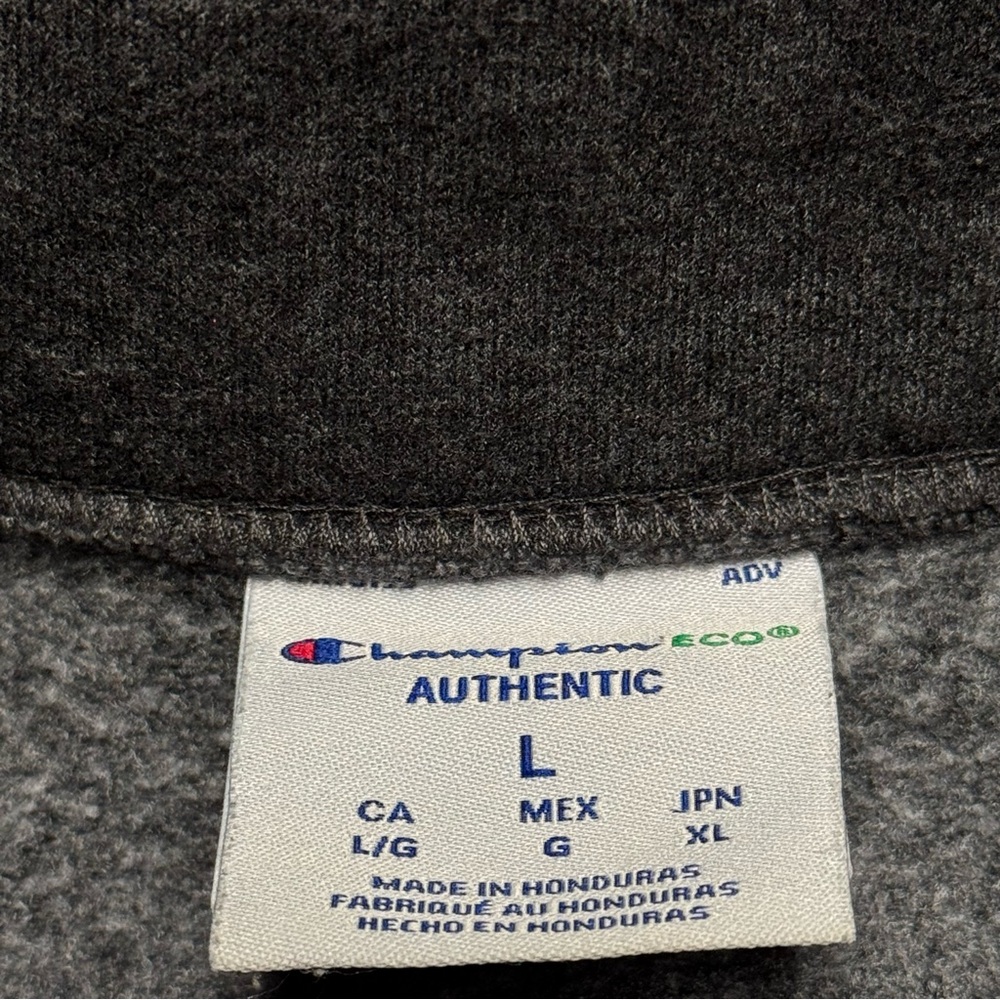 ADV
Champion ECO®
AUTHENTIC
L
CA MEX JPN
L/G G XL
MADE IN HONDURAS
FABRIQUÉ AU HONDURAS
HECHO EN HONDURAS